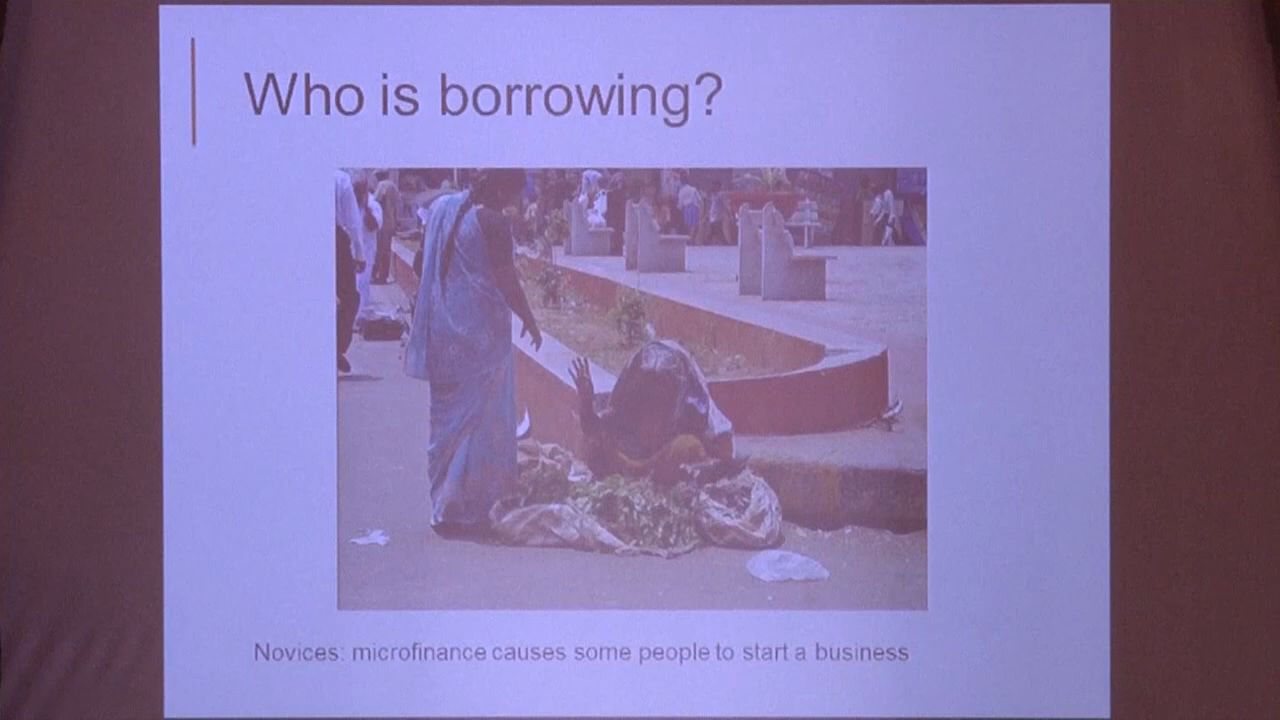 Who is borrowing?
Novices: microfinance causes some people to start a business